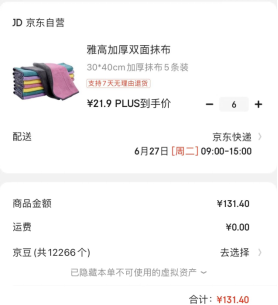 JD 京东自营
雅高加厚双面抹布
30*40cm加厚抹布5条装
支持7天无理由退货
¥21.9 PLUS到手价
− 6 +
配送 京东快递 >
6月27日 [周二] 09:00-15:00
商品金额 ¥131.40
运费 ¥0.00
京豆 (共12266个) 去选择 >
已隐藏本单不可使用的虚拟资产
合计: ¥131.40